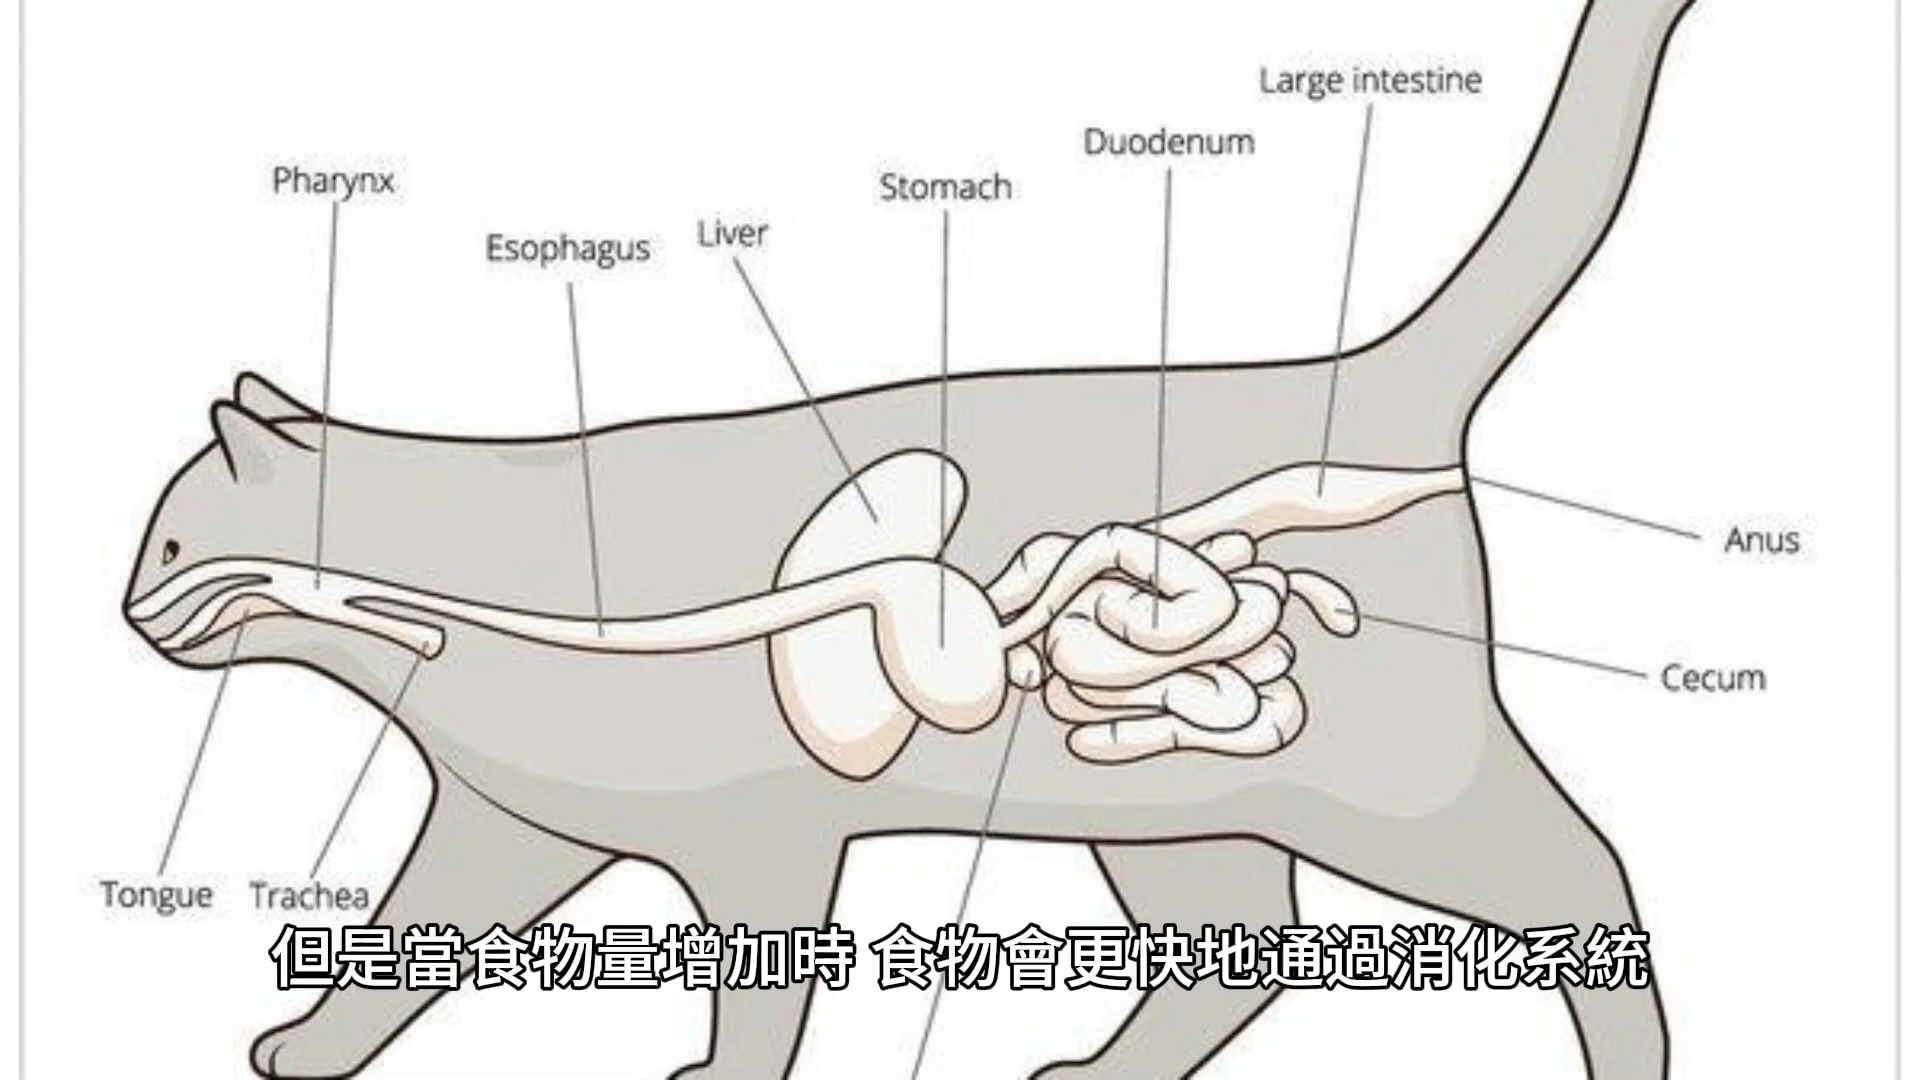 Large intestine
Duodenum
Pharynx
Stomach
Esophagus
Liver
Anus
Cecum
Tongue
Trachea
但是當食物量增加時 食物會更快地通過消化系統